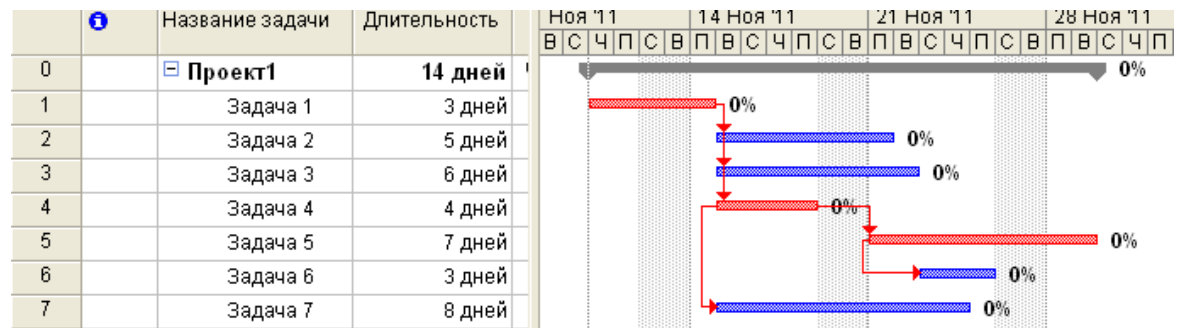 Название задачи Длительность Ноя '11 14 Ноя '11 21 Ноя '11 28 Ноя '11
В С Ч П С В П В С Ч П С В П В С Ч П С В П В С Ч П
0 Проект1 14 дней 0%
1 Задача 1 3 дней 0%
2 Задача 2 5 дней 0%
3 Задача 3 6 дней 0%
4 Задача 4 4 дней 0%
5 Задача 5 7 дней 0%
6 Задача 6 3 дней 0%
7 Задача 7 8 дней 0%